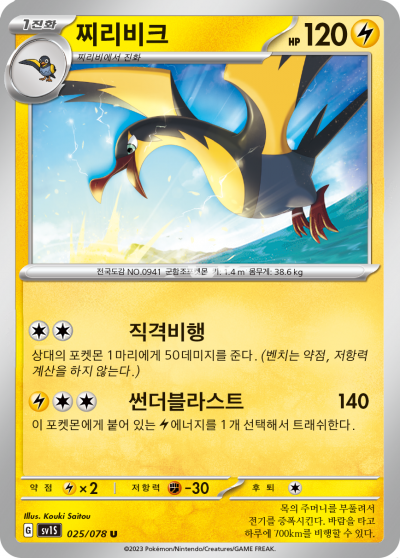 1진화
찌리비크
HP 120
찌리비에서 진화
전국도감 NO.0941 군함조포켓몬 키: 1.4 m 몸무게: 38.6 kg
직격비행
상대의 포켓몬 1마리에게 50데미지를 준다. (벤치는 약점, 저항력
계산을 하지 않는다.)
썬더블라스트 140
이 포켓몬에게 붙어 있는 에너지를 1개 선택해서 트래쉬한다.
약점 ×2 저항력 -30 후퇴
Illus. Kouki Saitou
G sv1S 025/078 U
목의 주머니를 부풀려서
전기를 증폭시킨다. 바람을 타고
하루에 700km를 비행할 수 있다.
©2023 Pokémon/Nintendo/Creatures/GAME FREAK.